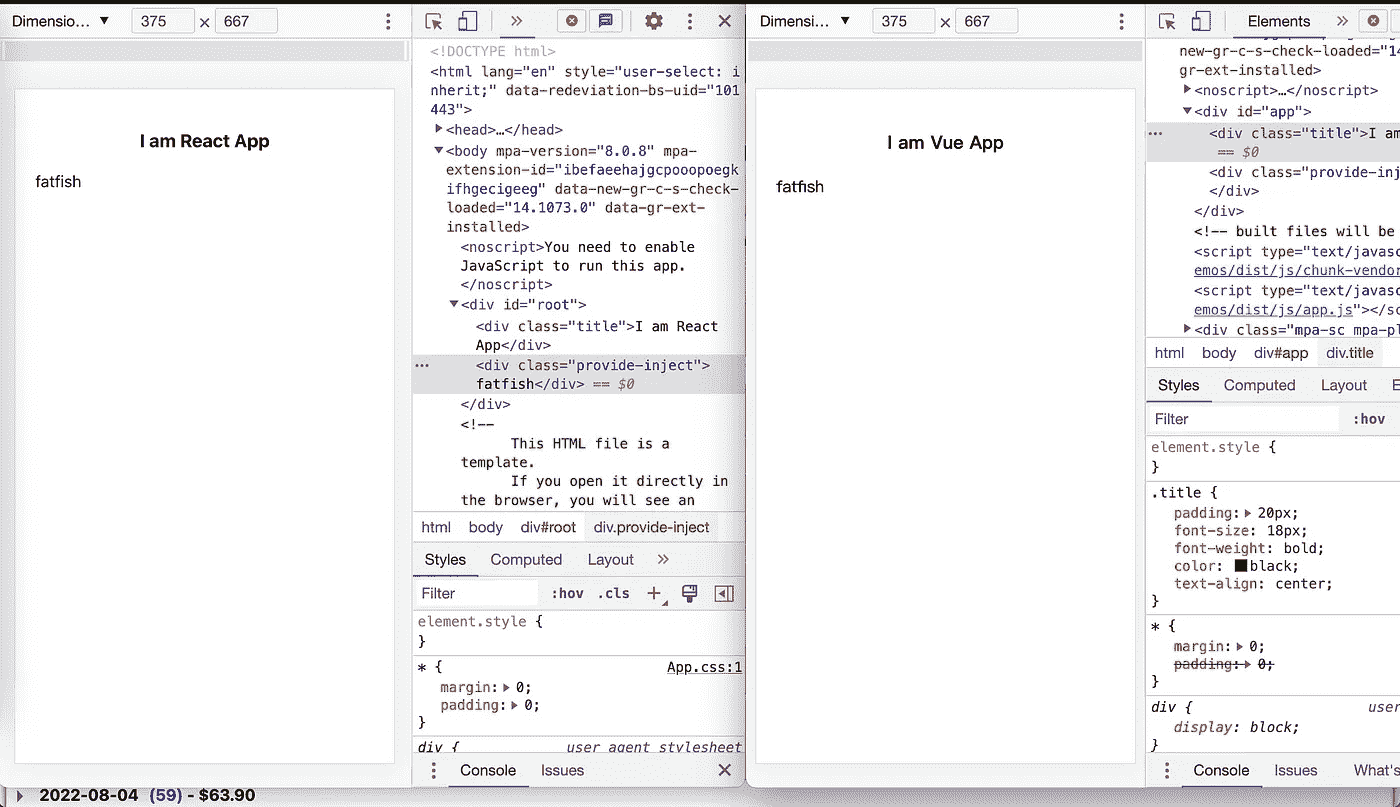 Dimensio... ▼ 375 × 667
I am React App
fatfish
<!DOCTYPE html>
<html lang="en" style="user-select: i
nherit;" data-redeviation-bs-uid="101
443">
▶<head>…</head>
▼<body mpa-version="8.0.8" mpa-
extension-id="ibefaeehajgcpooopoegk
ifhgecigeeg" data-new-gr-c-s-check-
loaded="14.1073.0" data-gr-ext-
installed>
<noscript>You need to enable
JavaScript to run this app.
</noscript>
▼<div id="root">
<div class="title">I am React
App</div>
<div class="provide-inject">
fatfish</div> == $0
</div>
<!--
This HTML file is a
template.
If you open it directly in
the browser, you will see an
html body div#root div.provide-inject
Styles Computed Layout »
Filter :hov .cls +
element.style {
}
* { App.css:1
margin:▶ 0;
padding:▶ 0;
}
div { user agent stylesheet
Console Issues
2022-08-04 (59) - $63.90
Dimensi... ▼ 375 × 667
I am Vue App
fatfish
Elements »
new-gr-c-s-check-loaded="14
gr-ext-installed>
▶<noscript>…</noscript>
▼<div id="app">
<div class="title">I am
== $0
<div class="provide-inj
</div>
</div>
<!-- built files will be
<script type="text/javasc
emos/dist/js/chunk-vendor
<script type="text/javasc
emos/dist/js/app.js"></sc
▶<div class="mpa-sc mpa-pl
html body div#app div.title
Styles Computed Layout E
Filter :hov
element.style {
}
.title {
padding:▶ 20px;
font-size: 18px;
font-weight: bold;
color: black;
text-align: center;
}
* {
margin:▶ 0;
padding:▶ 0;
}
div { user
display: block;
}
Console Issues What's